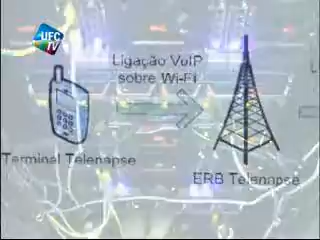 UFC
TV
Ligação VoIP
sobre Wi-Fi
L
Terminal Telenapse
ERB Telenapse